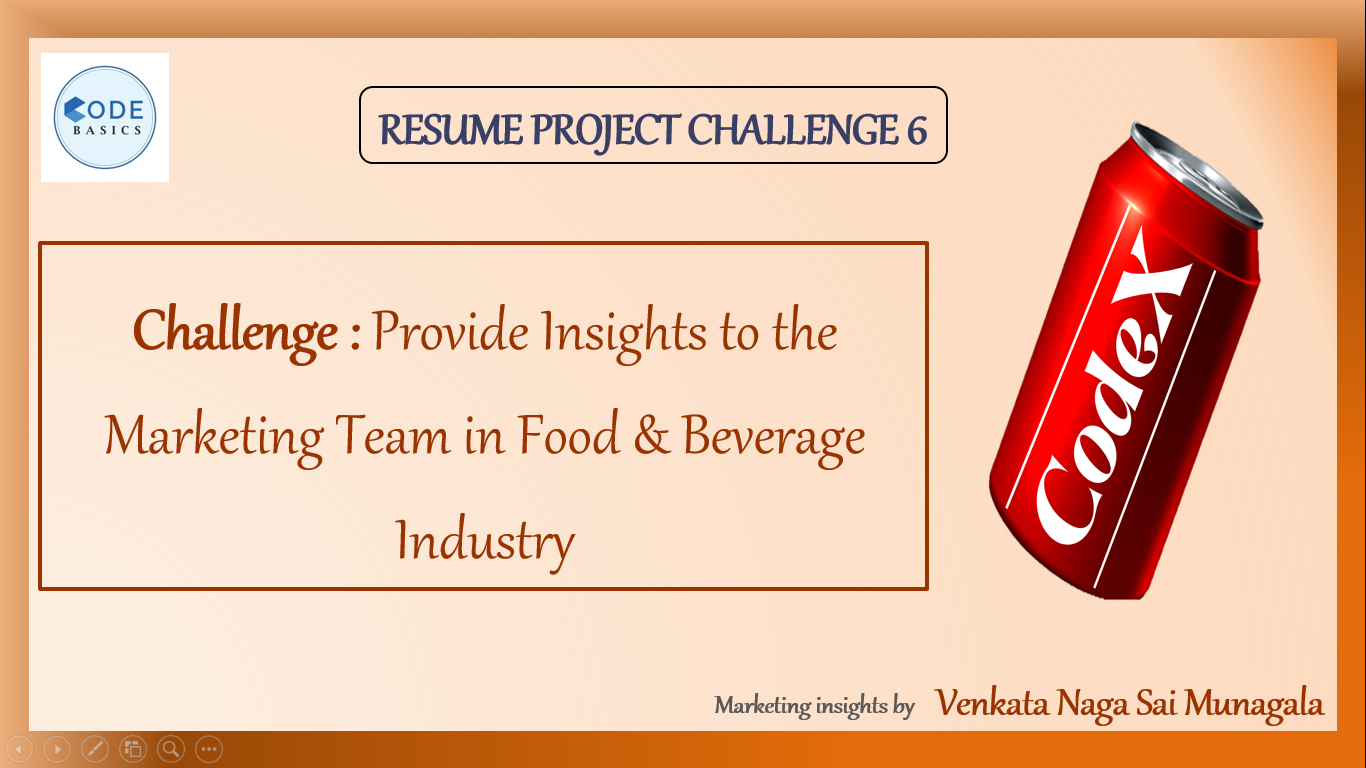 CODE
BASICS
RESUME PROJECT CHALLENGE 6
Challenge : Provide Insights to the
Marketing Team in Food & Beverage
Industry
CodeX
Marketing insights by Venkata Naga Sai Munagala